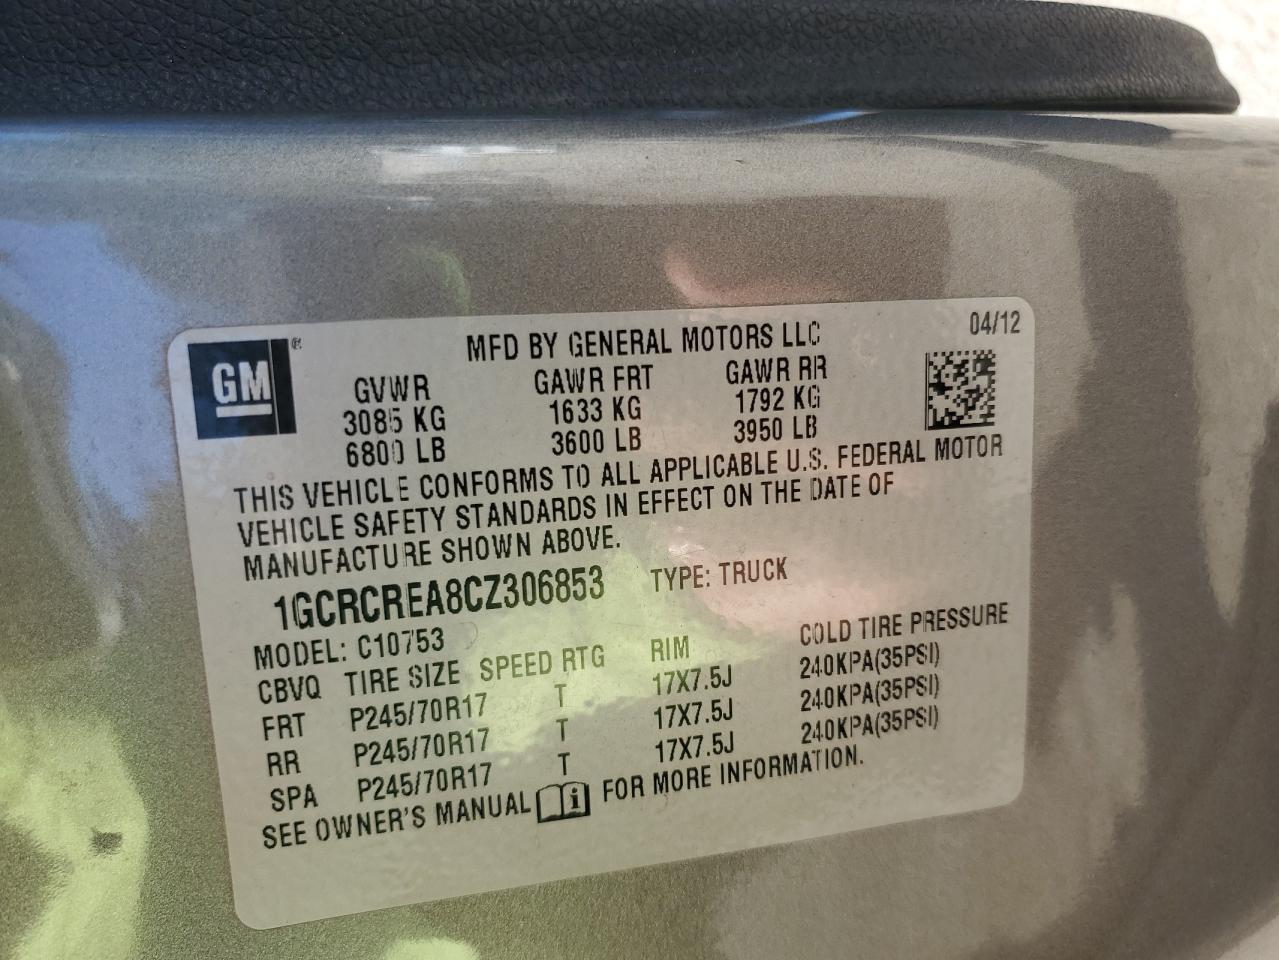 GM ®
MFD BY GENERAL MOTORS LLC 04/12
GVWR GAWR FRT GAWR RR
3085 KG 1633 KG 1792 KG
6800 LB 3600 LB 3950 LB
THIS VEHICLE CONFORMS TO ALL APPLICABLE U.S. FEDERAL MOTOR
VEHICLE SAFETY STANDARDS IN EFFECT ON THE DATE OF
MANUFACTURE SHOWN ABOVE.
1GCRCREA8CZ306853 TYPE: TRUCK
MODEL: C10753
CBVQ TIRE SIZE SPEED RTG RIM COLD TIRE PRESSURE
FRT P245/70R17 T 17X7.5J 240KPA(35PSI)
RR P245/70R17 T 17X7.5J 240KPA(35PSI)
SPA P245/70R17 T 17X7.5J 240KPA(35PSI)
SEE OWNER'S MANUAL i FOR MORE INFORMATION.